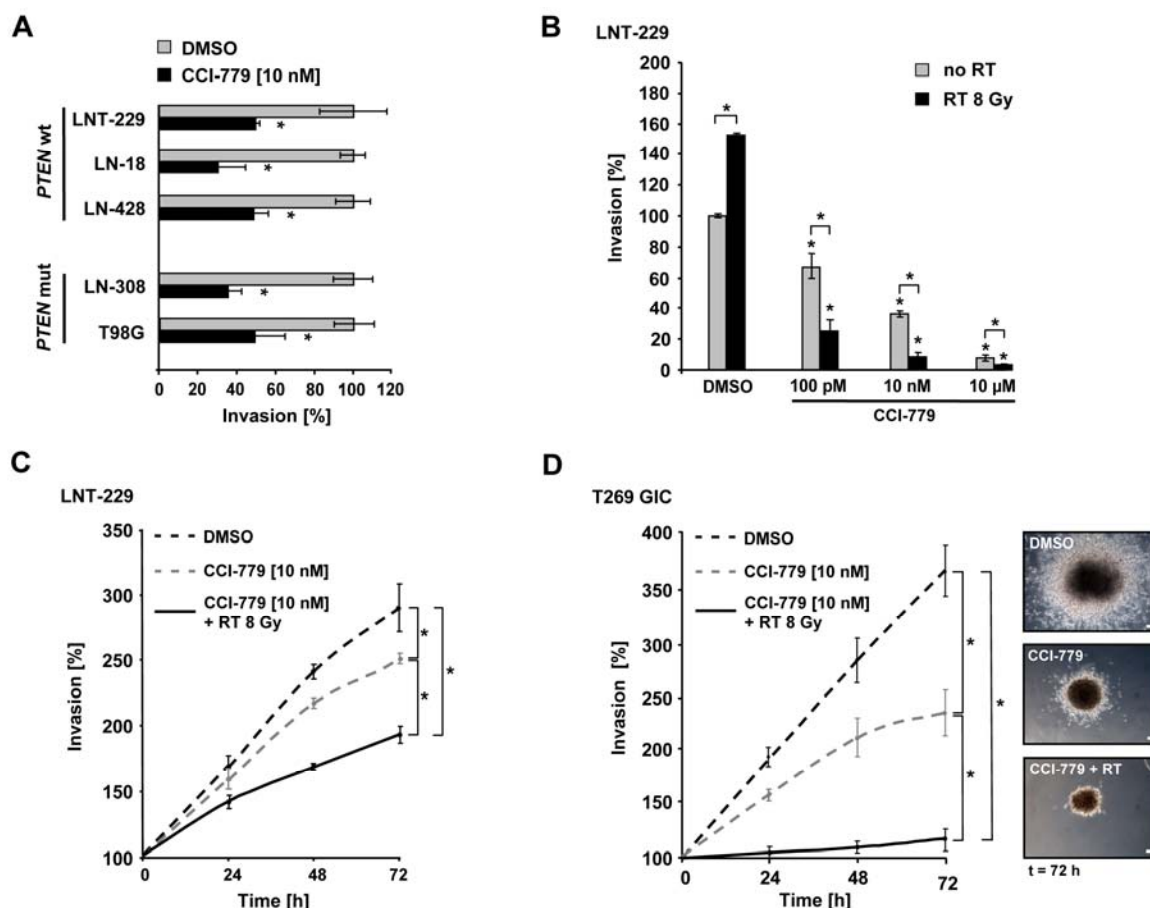 A
DMSO
CCI-779 [10 nM]
PTEN wt
LNT-229
LN-18
LN-428
PTEN mut
LN-308
T98G
*
*
*
*
*
0 20 40 60 80 100 120
Invasion [%]
B
LNT-229
no RT
RT 8 Gy
Invasion [%]
200
180
160
140
120
100
80
60
40
20
0
*
* * *
* * *
* * *
DMSO 100 pM 10 nM 10 µM
CCI-779
C
LNT-229
DMSO
CCI-779 [10 nM]
CCI-779 [10 nM]
+ RT 8 Gy
Invasion [%]
350
300
250
200
150
100
*
*
*
0 24 48 72
Time [h]
D
T269 GIC
DMSO
CCI-779 [10 nM]
CCI-779 [10 nM]
+ RT 8 Gy
Invasion [%]
400
350
300
250
200
150
100
*
*
*
0 24 48 72
Time [h]
DMSO
CCI-779
CCI-779 + RT
t = 72 h